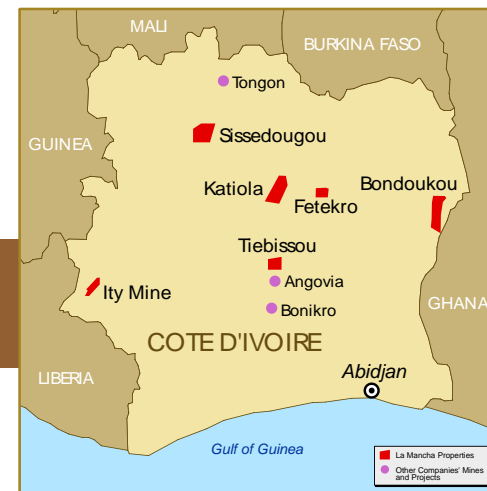 MALI
BURKINA FASO
Tongon
GUINEA
Sissedougou
Katiola
Fetekro
Bondoukou
Tiebissou
Ity Mine
Angovia
GHANA
Bonikro
COTE D'IVOIRE
LIBERIA
Abidjan
Gulf of Guinea
La Mancha Properties
Other Companies' Mines
and Projects